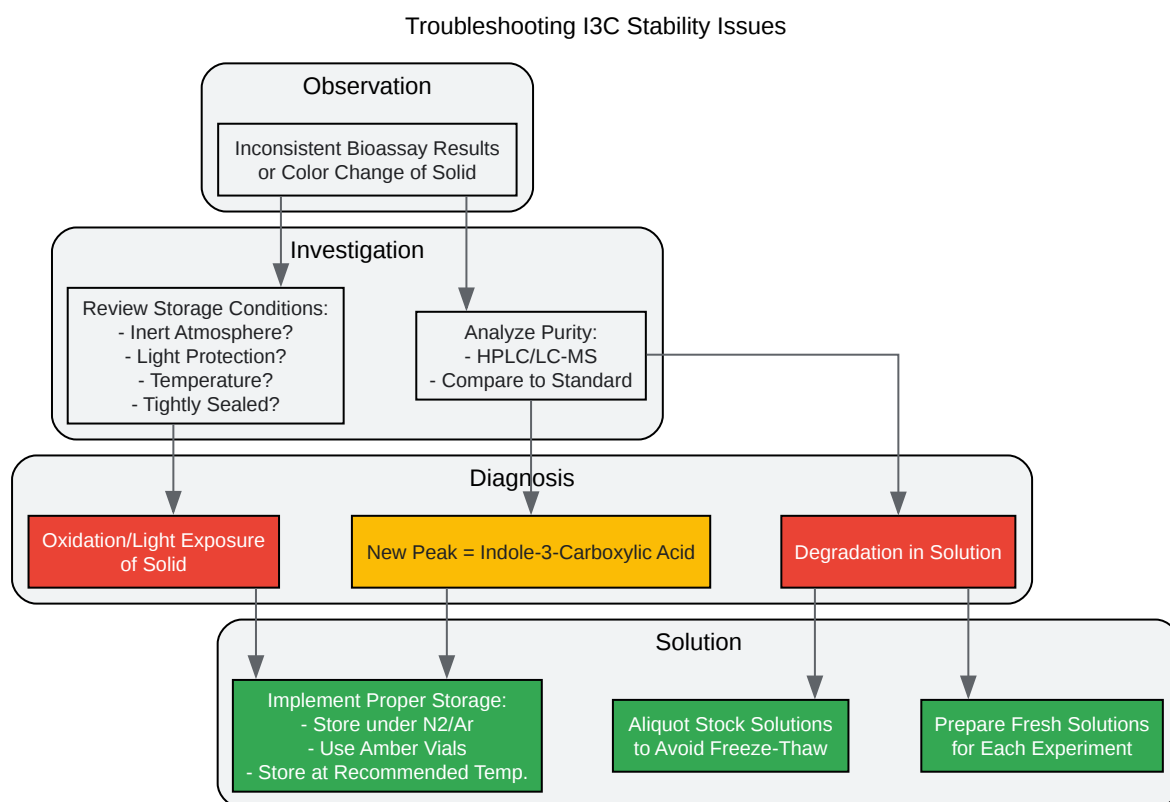 Troubleshooting I3C Stability Issues
Observation
Inconsistent Bioassay Results
or Color Change of Solid
Investigation
Review Storage Conditions:
- Inert Atmosphere?
- Light Protection?
- Temperature?
- Tightly Sealed?
Analyze Purity:
- HPLC/LC-MS
- Compare to Standard
Diagnosis
Oxidation/Light Exposure
of Solid
New Peak = Indole-3-Carboxylic Acid
Degradation in Solution
Solution
Implement Proper Storage:
- Store under N2/Ar
- Use Amber Vials
- Store at Recommended Temp.
Aliquot Stock Solutions
to Avoid Freeze-Thaw
Prepare Fresh Solutions
for Each Experiment